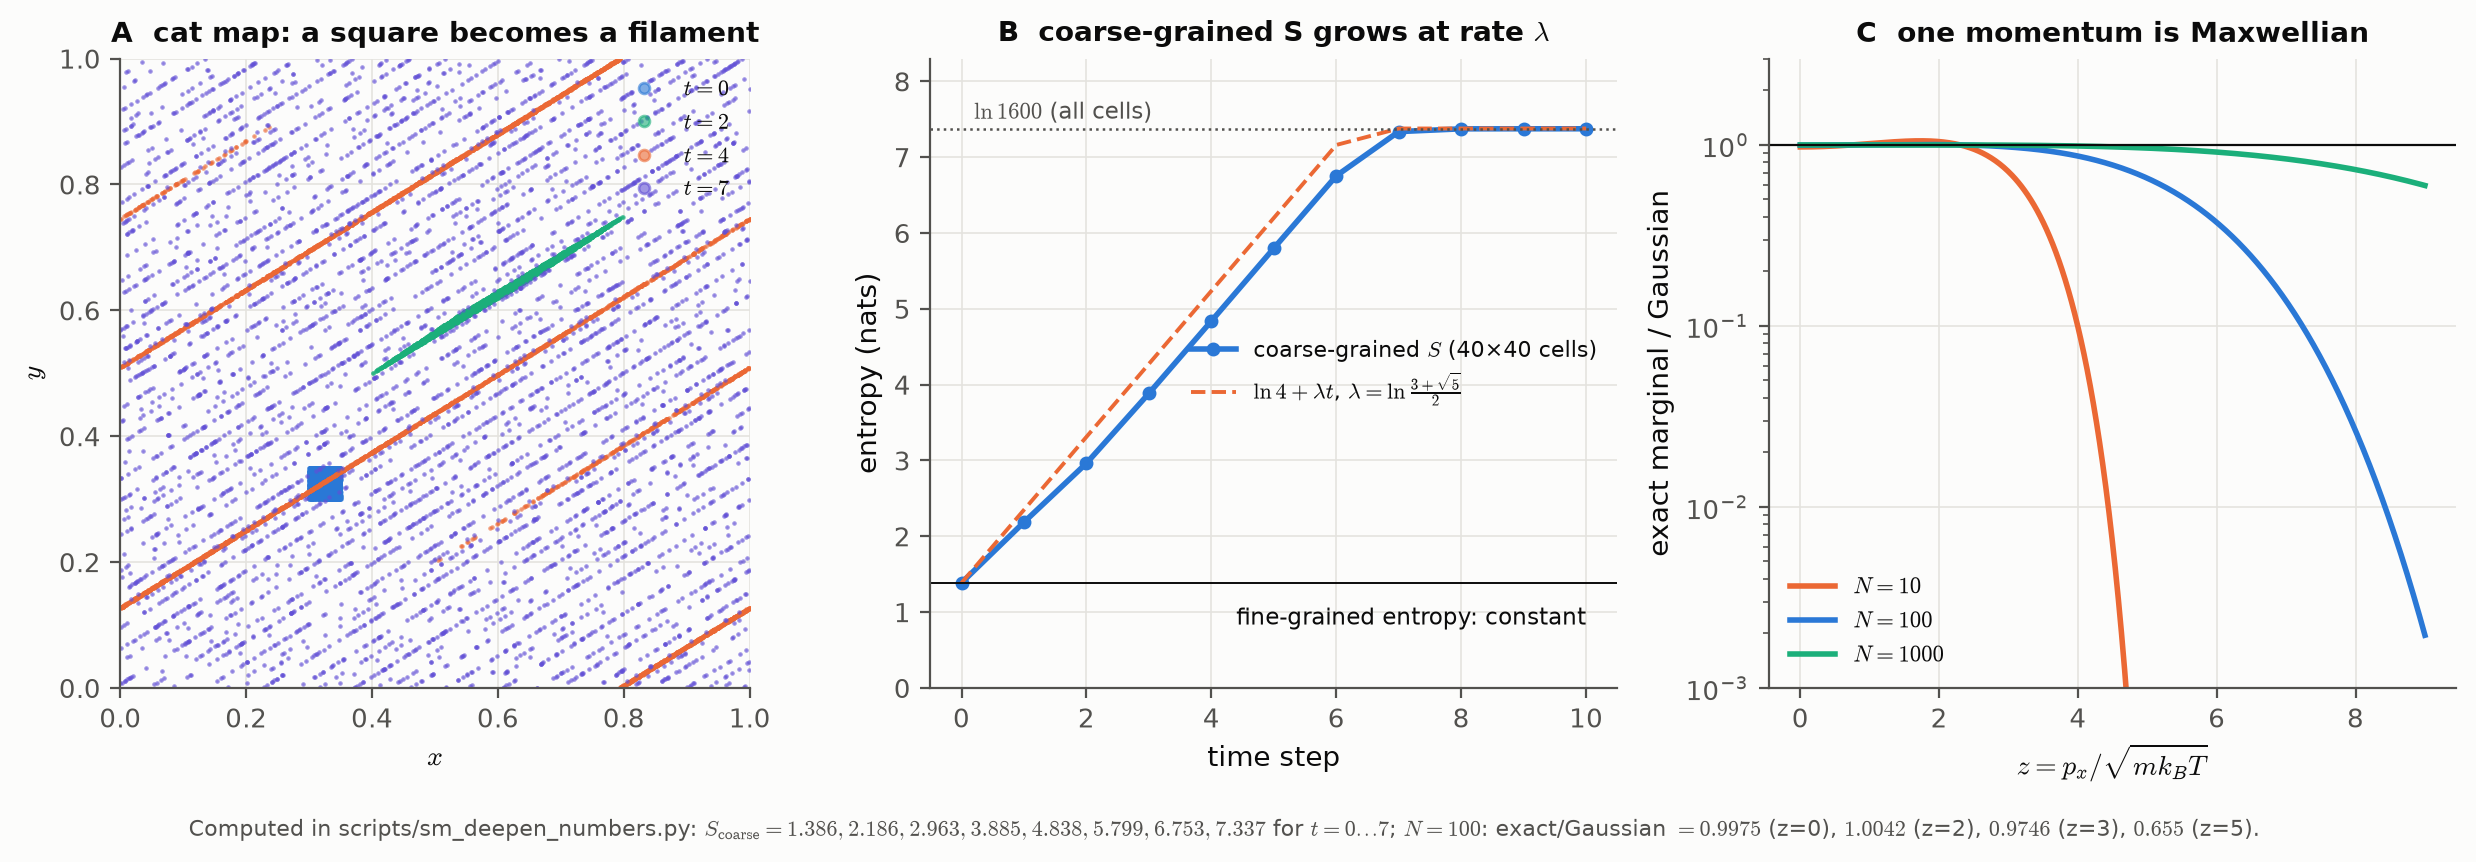 A cat map: a square becomes a filament
1.0
0.8
0.6
0.4
0.2
0.0
y
0.0 0.2 0.4 0.6 0.8 1.0
x
t = 0
t = 2
t = 4
t = 7
B coarse-grained S grows at rate λ
8
7
6
5
4
3
2
1
0
entropy (nats)
ln 1600 (all cells)
coarse-grained S (40×40 cells)
ln 4 + λt, λ = ln (3+√5)/2
fine-grained entropy: constant
0 2 4 6 8 10
time step
C one momentum is Maxwellian
10⁰
10⁻¹
10⁻²
10⁻³
exact marginal / Gaussian
N = 10
N = 100
N = 1000
0 2 4 6 8
z = pₓ/√mk_BT
Computed in scripts/sm_deepen_numbers.py: S_coarse = 1.386, 2.186, 2.963, 3.885, 4.838, 5.799, 6.753, 7.337 for t = 0…7; N = 100: exact/Gaussian = 0.9975 (z=0), 1.0042 (z=2), 0.9746 (z=3), 0.655 (z=5).